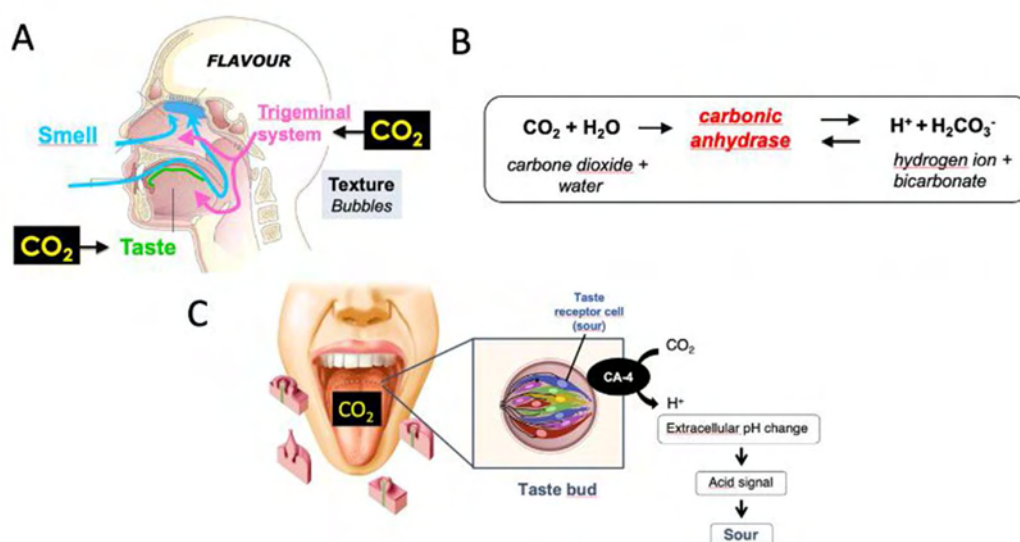 A
FLAVOUR
Smell
Trigeminal
system
CO₂
Texture
Bubbles
CO₂
Taste
B
CO₂ + H₂O
carbonic
anhydrase
H⁺ + H₂CO₃⁻
carbone dioxide +
water
hydrogen ion +
bicarbonate
C
CO₂
Taste
receptor cell
(sour)
Taste bud
CA-4
CO₂
H⁺
Extracellular pH change
Acid signal
Sour